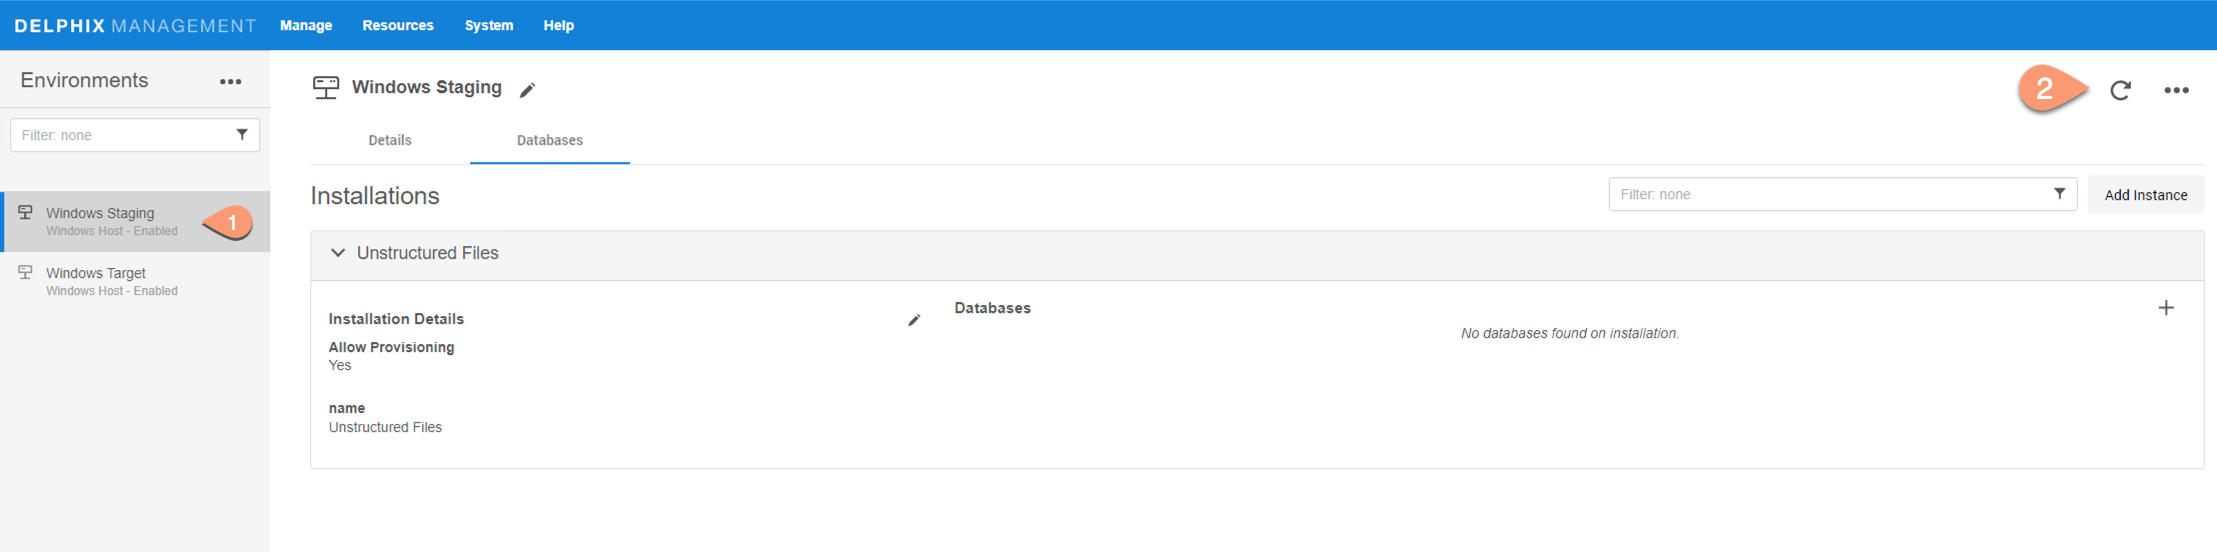 DELPHIX MANAGEMENT Manage Resources System Help
Environments
Filter: none
Windows Staging
Windows Host - Enabled
1
Windows Target
Windows Host - Enabled
Windows Staging
2
Details Databases
Installations
Filter: none
Add Instance
Unstructured Files
Installation Details
Allow Provisioning
Yes
name
Unstructured Files
Databases
No databases found on installation.